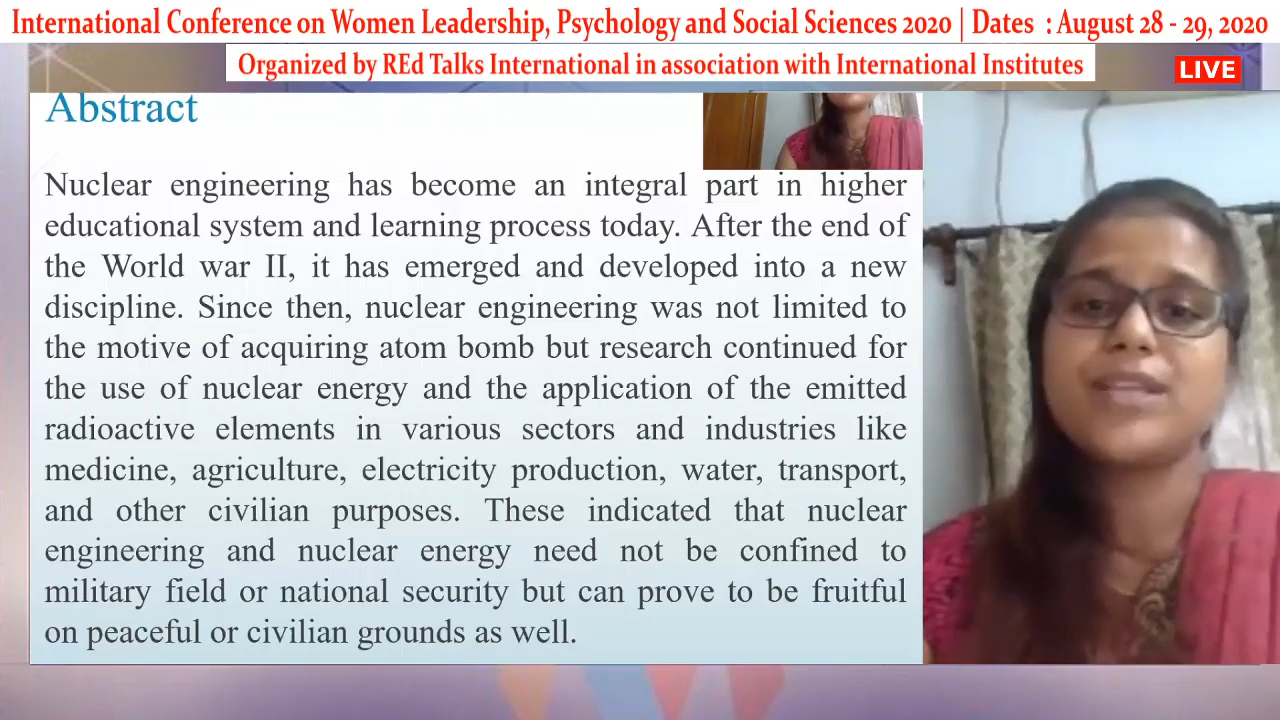 International Conference on Women Leadership, Psychology and Social Sciences 2020 | Dates : August 28 - 29, 2020
Organized by REd Talks International in association with International Institutes
LIVE
Abstract
Nuclear engineering has become an integral part in higher
educational system and learning process today. After the end of
the World war II, it has emerged and developed into a new
discipline. Since then, nuclear engineering was not limited to
the motive of acquiring atom bomb but research continued for
the use of nuclear energy and the application of the emitted
radioactive elements in various sectors and industries like
medicine, agriculture, electricity production, water, transport,
and other civilian purposes. These indicated that nuclear
engineering and nuclear energy need not be confined to
military field or national security but can prove to be fruitful
on peaceful or civilian grounds as well.